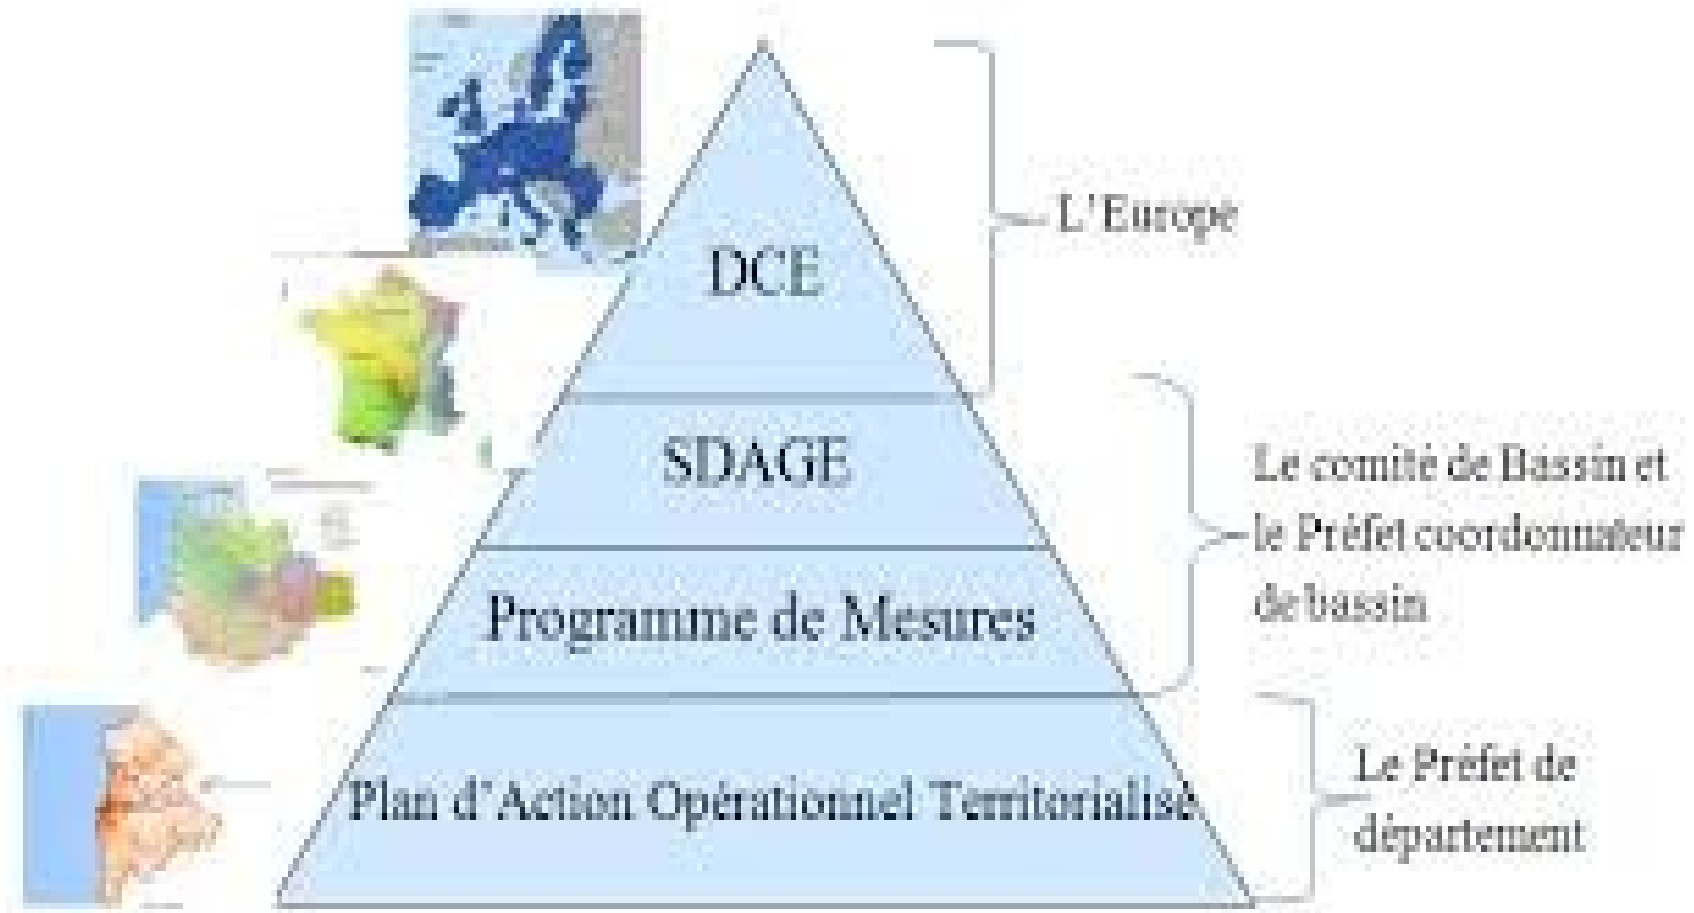 DCE
L'Europe
SDAGE
Le comité de Bassin et
le Préfet coordonnateur
de bassin
Programme de Mesures
Plan d'Action Opérationnel Territorialisé
Le Préfet de
département